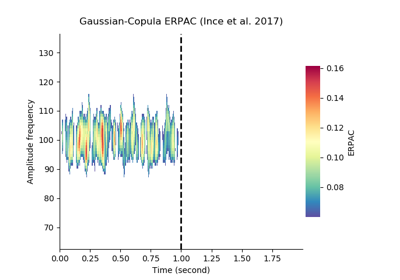 Gaussian-Copula ERPAC (Ince et al. 2017)
130
120
110
100
90
80
70
Amplitude frequency
0.00 0.25 0.50 0.75 1.00 1.25 1.50 1.75
Time (second)
0.16
0.14
0.12
0.10
0.08
ERPAC